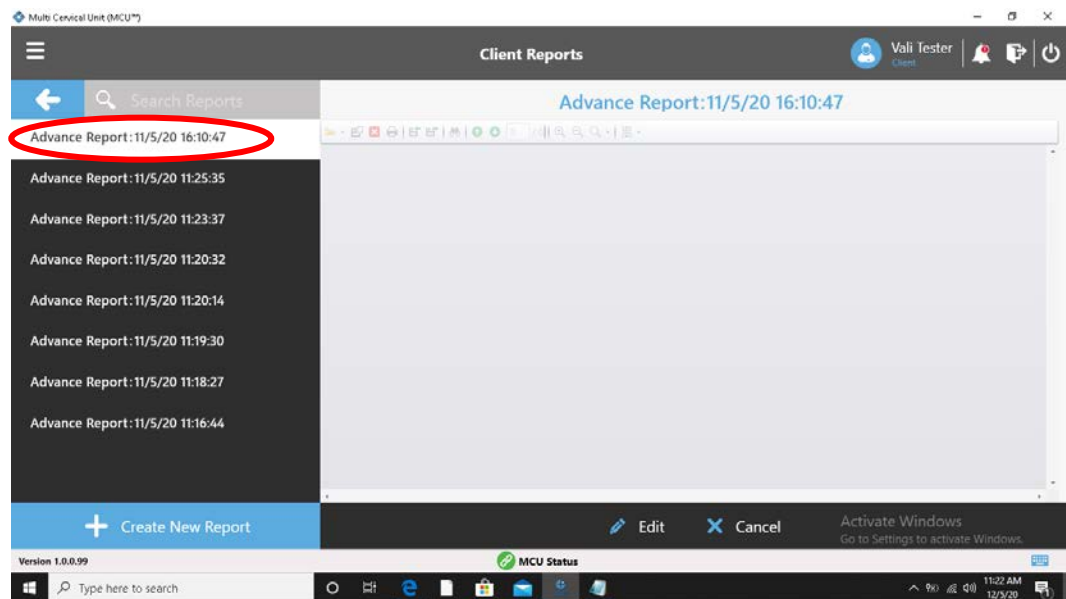 Multi Cervical Unit (MCU™)
Client Reports
Vali Tester
Client
Search Reports
Advance Report:11/5/20 16:10:47
Advance Report:11/5/20 16:10:47
Advance Report:11/5/20 11:25:35
Advance Report:11/5/20 11:23:37
Advance Report:11/5/20 11:20:32
Advance Report:11/5/20 11:20:14
Advance Report:11/5/20 11:19:30
Advance Report:11/5/20 11:18:27
Advance Report:11/5/20 11:16:44
Create New Report
Edit
Cancel
Activate Windows
Go to Settings to activate Windows.
Version 1.0.0.99
MCU Status
Type here to search
11:22 AM
12/5/20